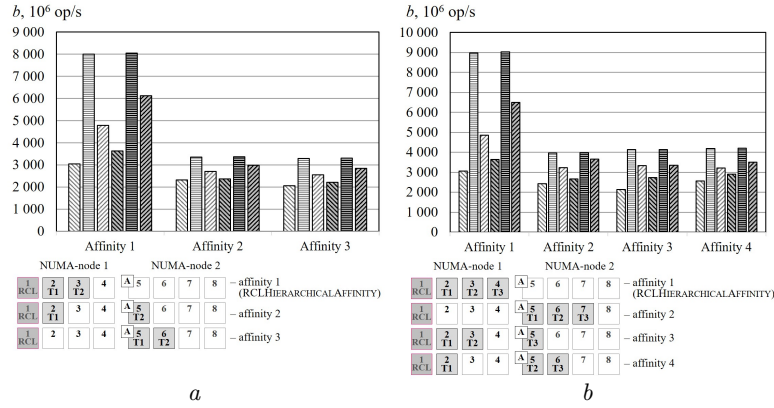 b, 10⁶ op/s
9 000
8 000
7 000
6 000
5 000
4 000
3 000
2 000
1 000
0
Affinity 1 Affinity 2 Affinity 3
NUMA-node 1 NUMA-node 2
1 2 3 4 A 5 6 7 8 – affinity 1
RCL T1 T2 (RCLHIERARCHICALAFFINITY)
1 2 3 4 A 5 6 7 8 – affinity 2
RCL T1 T2
1 2 3 4 A 5 6 7 8 – affinity 3
RCL T1 T2
a
b, 10⁶ op/s
10 000
9 000
8 000
7 000
6 000
5 000
4 000
3 000
2 000
1 000
0
Affinity 1 Affinity 2 Affinity 3 Affinity 4
NUMA-node 1 NUMA-node 2
1 2 3 4 A 5 6 7 8 – affinity 1
RCL T1 T2 T3 (RCLHIERARCHICALAFFINITY)
1 2 3 4 A 5 6 7 8 – affinity 2
RCL T1 T2 T3
1 2 3 4 A 5 6 7 8 – affinity 3
RCL T1 T2 T3
1 2 3 4 A 5 6 7 8 – affinity 4
RCL T1 T2 T3
b